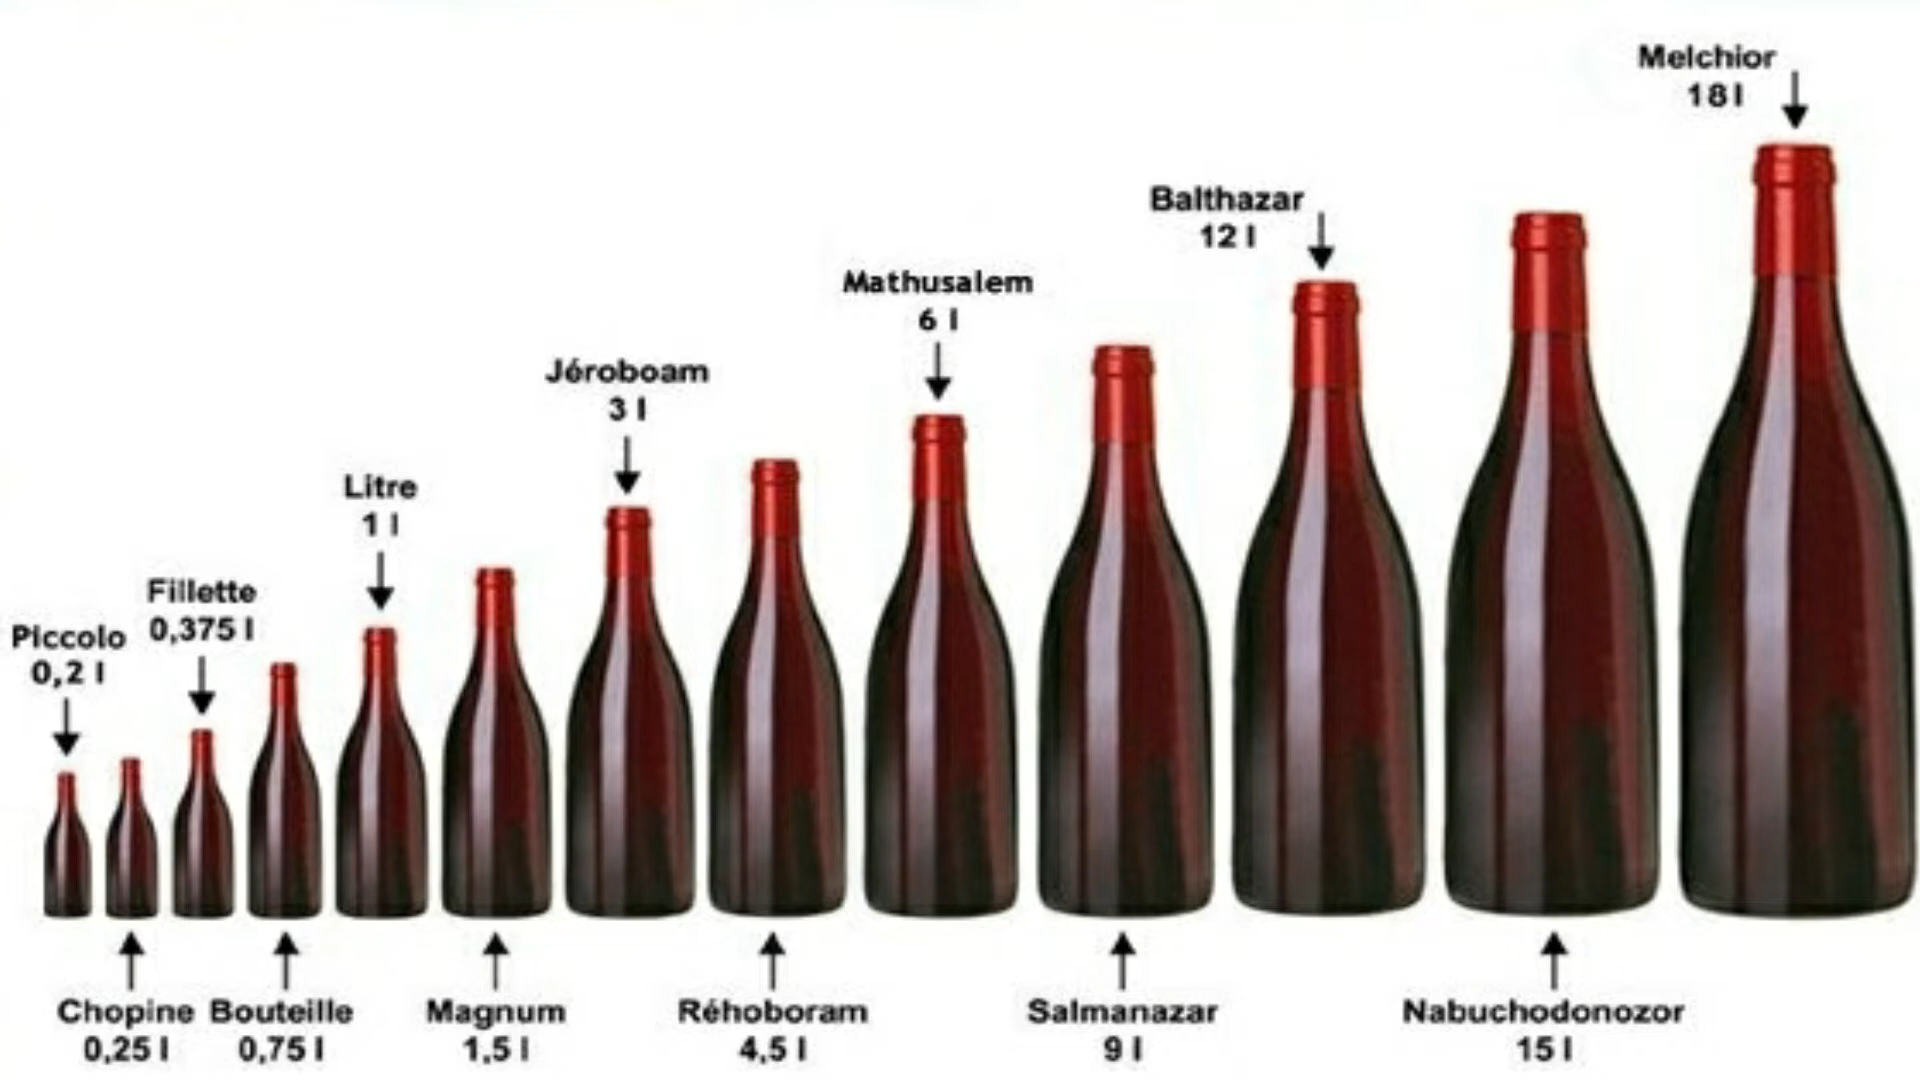 Melchior
18 l
Balthazar
12 l
Mathusalem
6 l
Jéroboam
3 l
Litre
1 l
Fillette
0,375 l
Piccolo
0,2 l
Chopine
0,25 l
Bouteille
0,75 l
Magnum
1,5 l
Réhoboram
4,5 l
Salmanazar
9 l
Nabuchodonozor
15 l